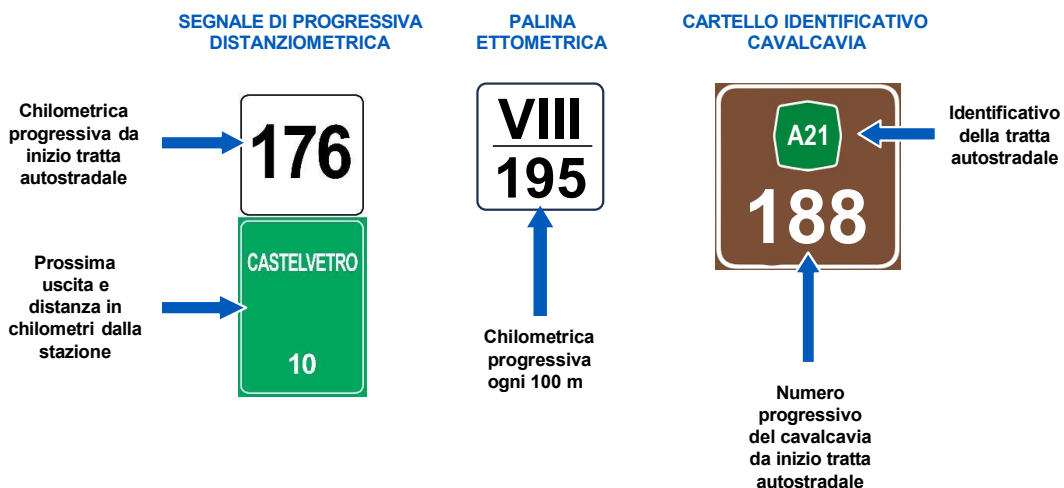 SEGNALE DI PROGRESSIVA
DISTANZIOMETRICA
PALINA
ETTOMETRICA
CARTELLO IDENTIFICATIVO
CAVALCAVIA
Chilometrica
progressiva da
inizio tratta
autostradale
176
CASTELVETRO
10
Prossima
uscita e
distanza in
chilometri dalla
stazione
VIII
195
Chilometrica
progressiva
ogni 100 m
A21
188
Identificativo
della tratta
autostradale
Numero
progressivo
del cavalcavia
da inizio tratta
autostradale